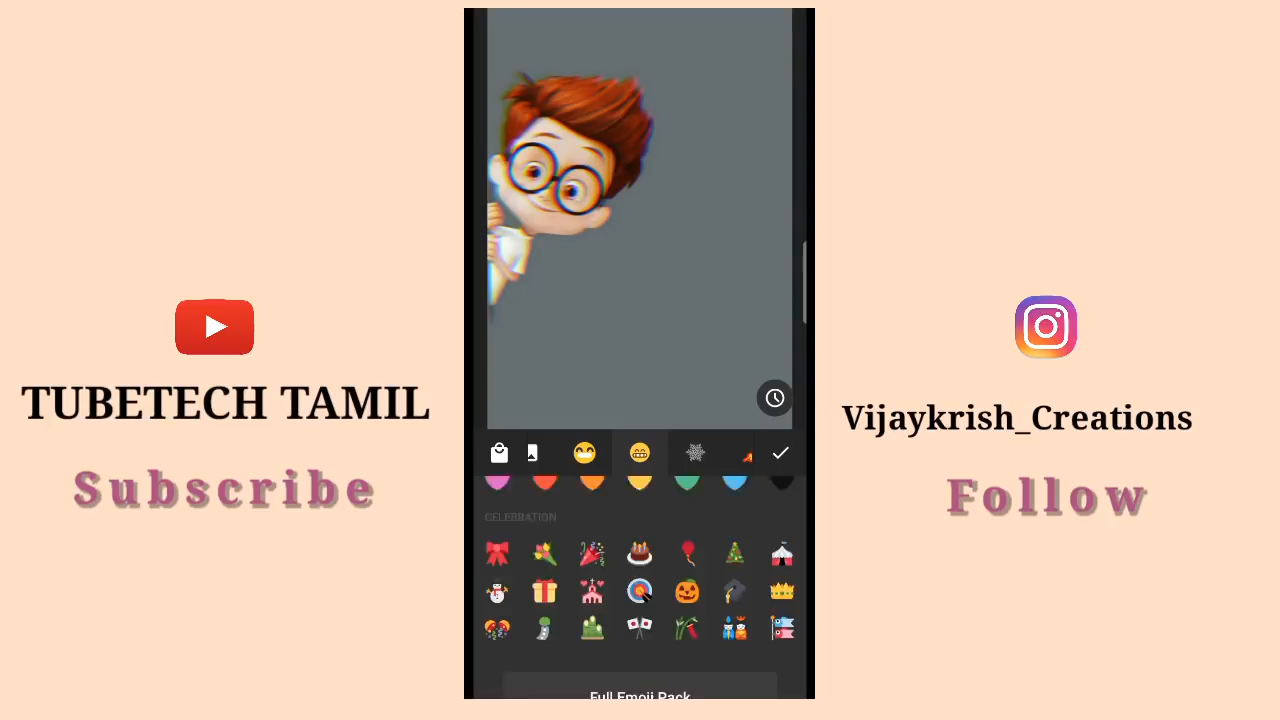 TUBETECH TAMIL
Subscribe
CELEBRATION
Full Emoji Pack
Vijaykrish_Creations
Follow